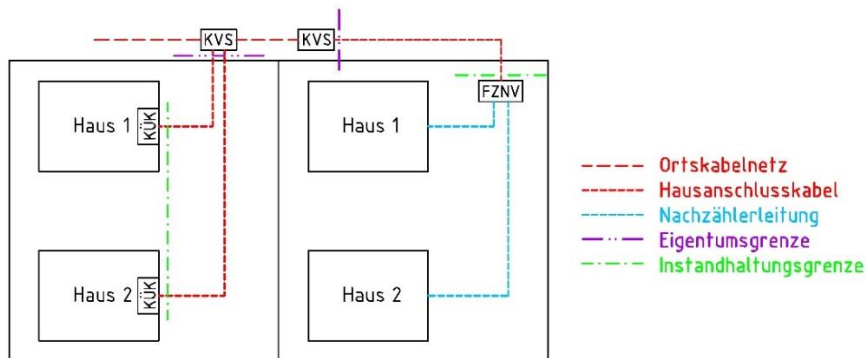 KVS
KVS
FZNV
Haus 1
KÜK
Haus 1
Haus 2
KÜK
Haus 2
Ortskabelnetz
Hausanschlusskabel
Nachzählerleitung
Eigentumsgrenze
Instandhaltungsgrenze